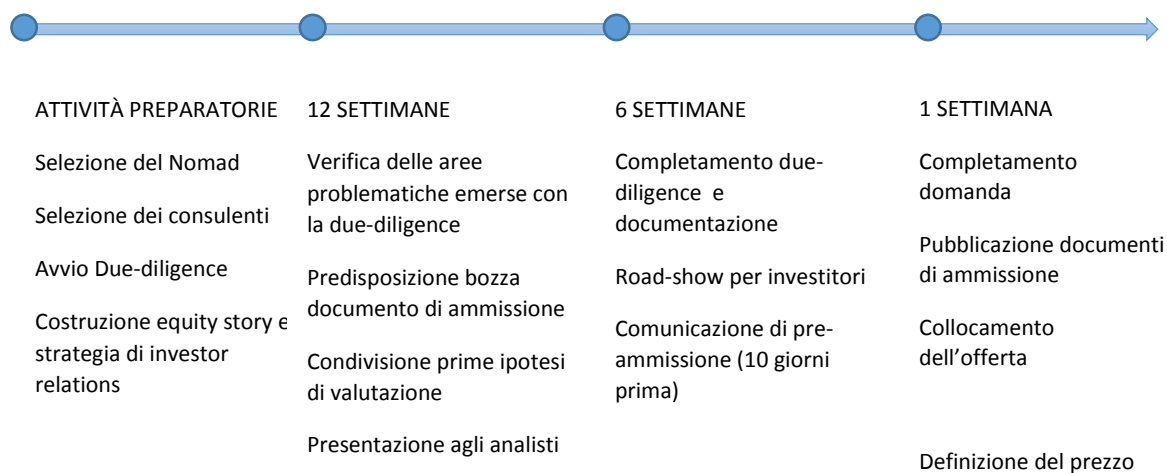 ATTIVITÀ PREPARATORIE
Selezione del Nomad
Selezione dei consulenti
Avvio Due-diligence
Costruzione equity story e
strategia di investor
relations
12 SETTIMANE
Verifica delle aree
problematiche emerse con
la due-diligence
Predisposizione bozza
documento di ammissione
Condivisione prime ipotesi
di valutazione
Presentazione agli analisti
6 SETTIMANE
Completamento due-
diligence e
documentazione
Road-show per investitori
Comunicazione di pre-
ammissione (10 giorni
prima)
1 SETTIMANA
Completamento
domanda
Pubblicazione documenti
di ammissione
Collocamento
dell'offerta
Definizione del prezzo